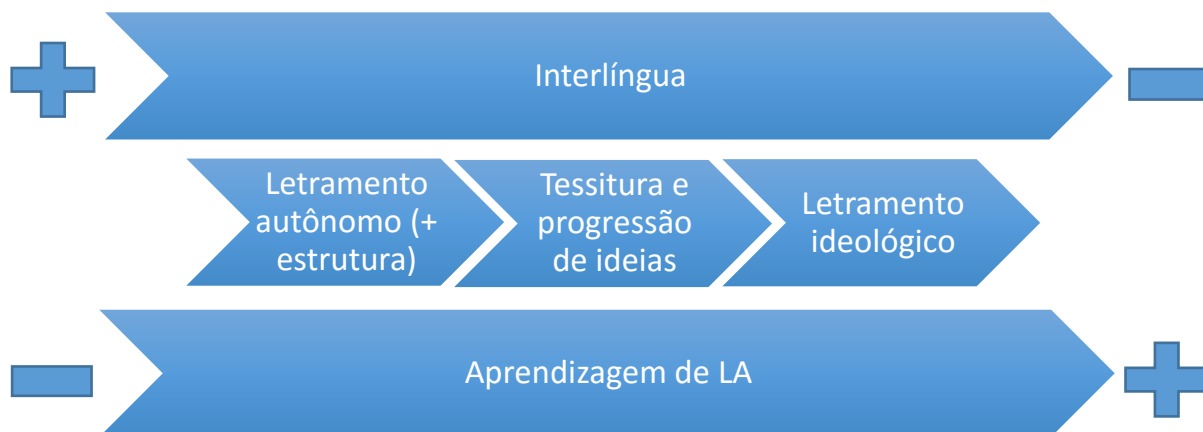 Interlíngua
Letramento
autônomo (+
estrutura)
Tessitura e
progressão
de ideias
Letramento
ideológico
Aprendizagem de LA